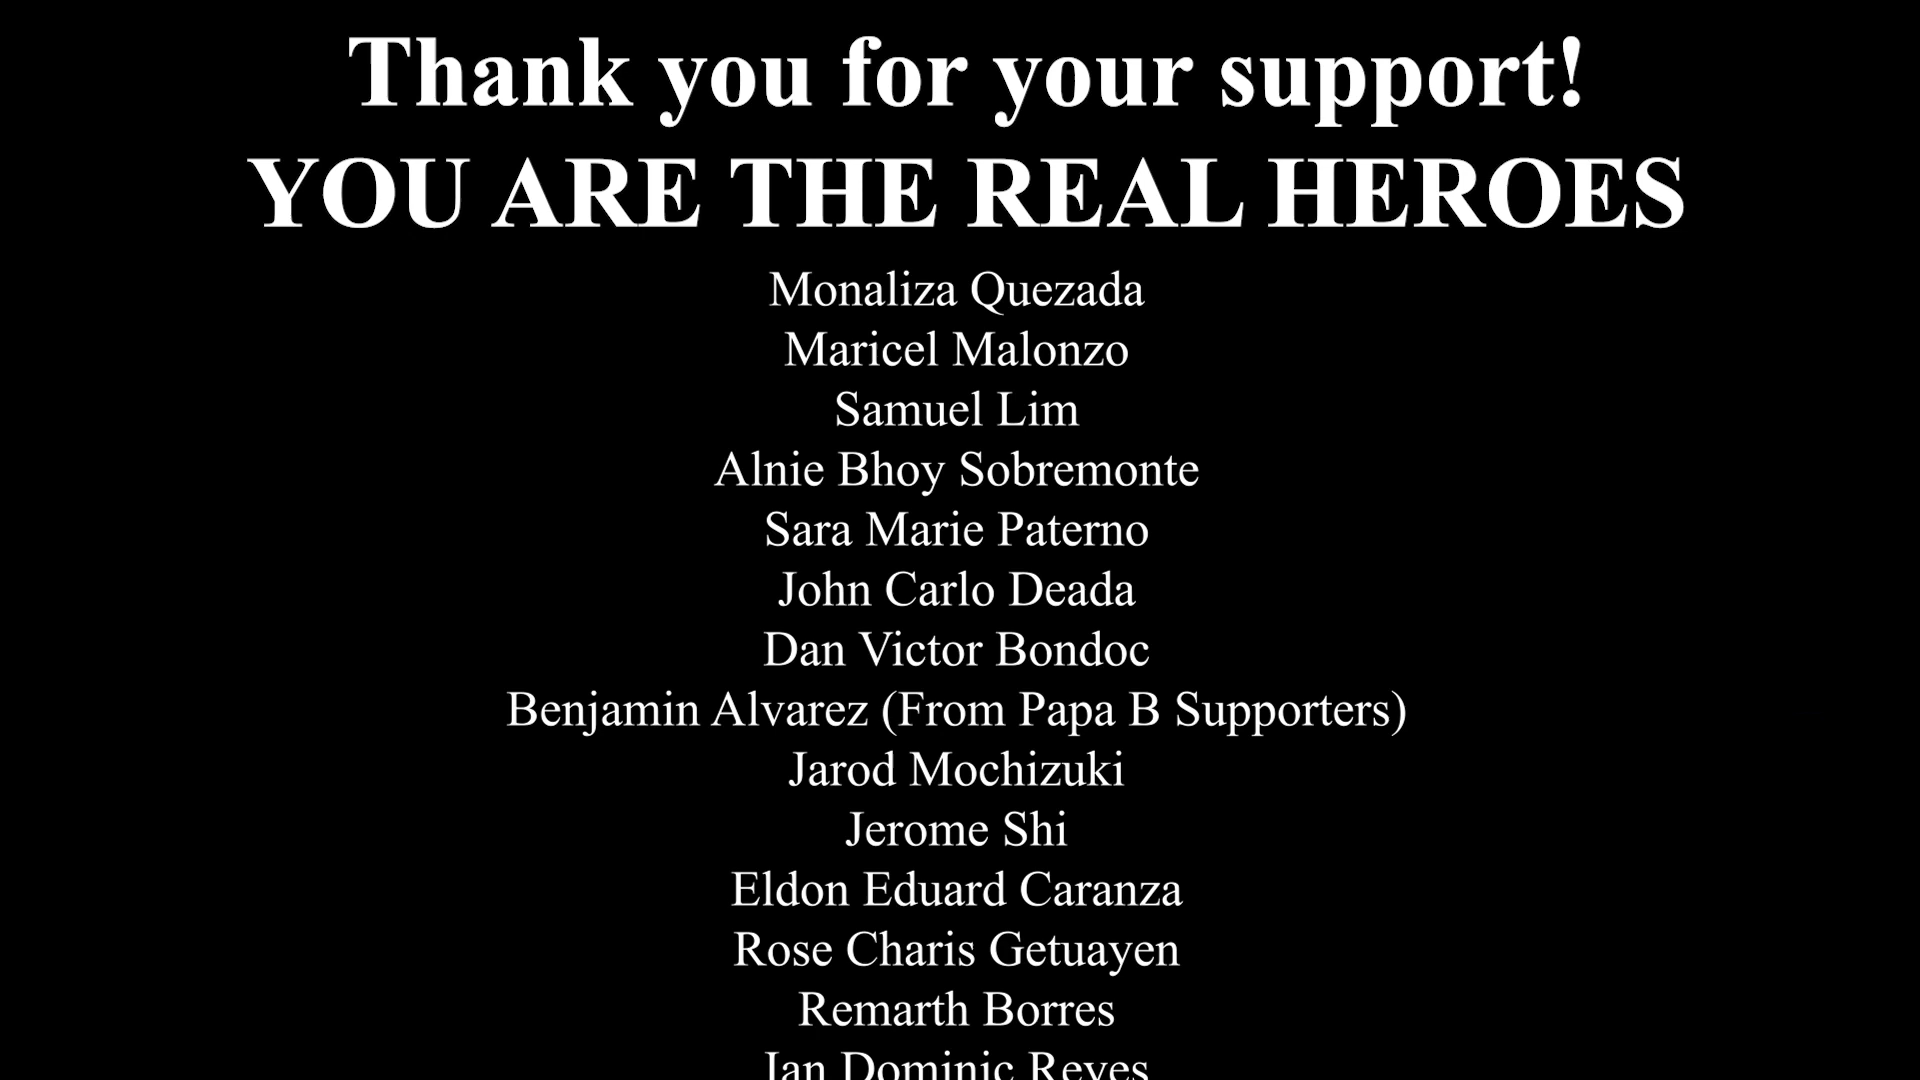 Thank you for your support!
YOU ARE THE REAL HEROES
Monaliza Quezada
Maricel Malonzo
Samuel Lim
Alnie Bhoy Sobremonte
Sara Marie Paterno
John Carlo Deada
Dan Victor Bondoc
Benjamin Alvarez (From Papa B Supporters)
Jarod Mochizuki
Jerome Shi
Eldon Eduard Caranza
Rose Charis Getuayen
Remarth Borres
Dominic Reyes